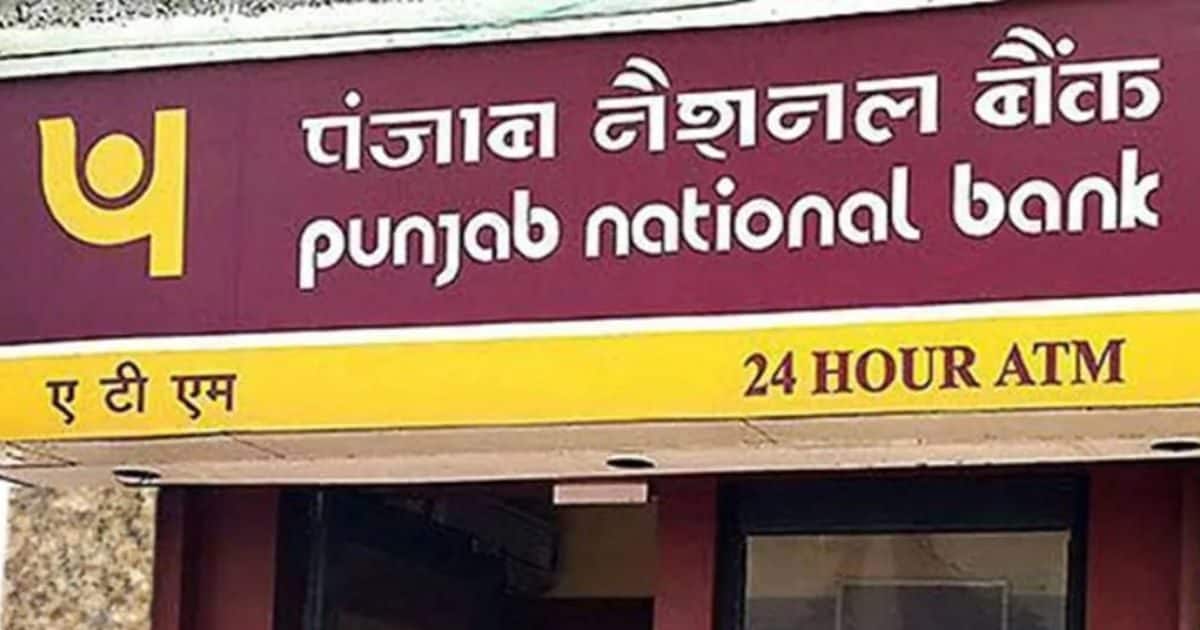 पंजाब नैशनल बैंक
punjab national bank
ए टी एम 24 HOUR ATM